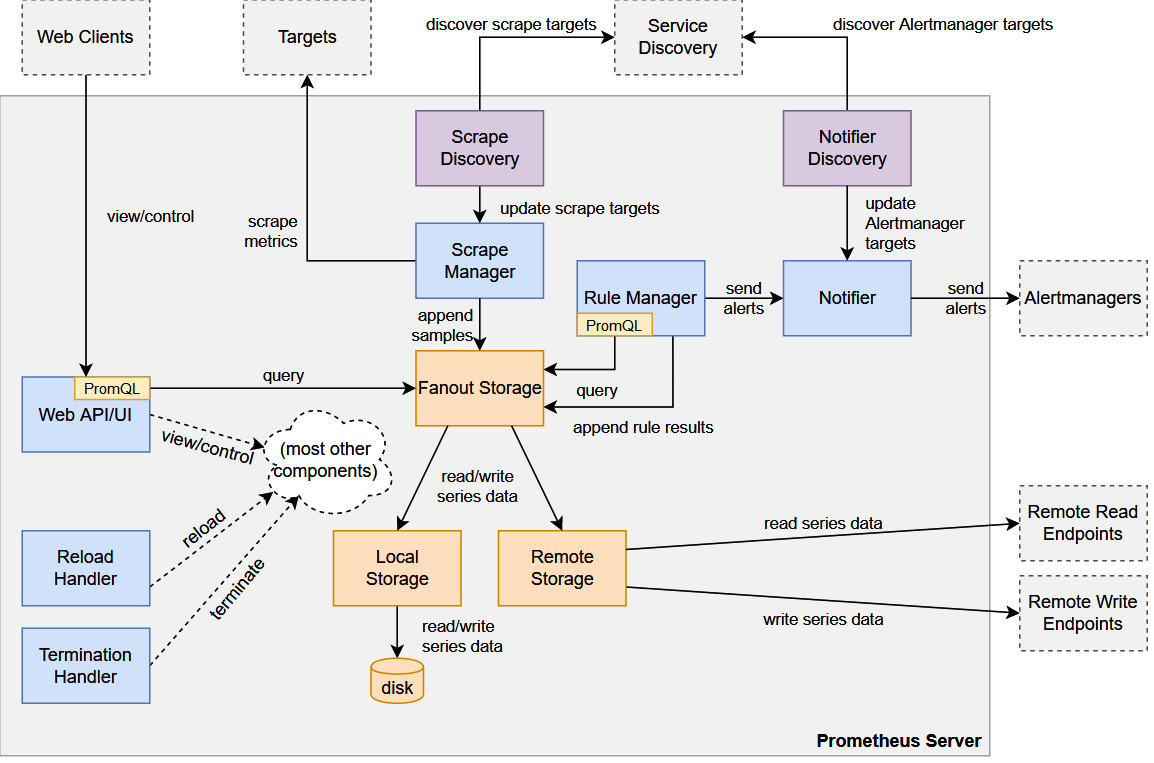 Web Clients
Targets
discover scrape targets
Service
Discovery
discover Alertmanager targets
Scrape
Discovery
Notifier
Discovery
view/control
scrape
metrics
update scrape targets
update
Alertmanager
targets
Scrape
Manager
Rule Manager
PromQL
send
alerts
Notifier
send
alerts
Alertmanagers
append
samples
PromQL
Web API/UI
query
Fanout Storage
query
append rule results
view/control
(most other
components)
read/write
series data
reload
Reload
Handler
terminate
Local
Storage
Remote
Storage
read series data
Remote Read
Endpoints
write series data
Remote Write
Endpoints
Termination
Handler
read/write
series data
disk
Prometheus Server